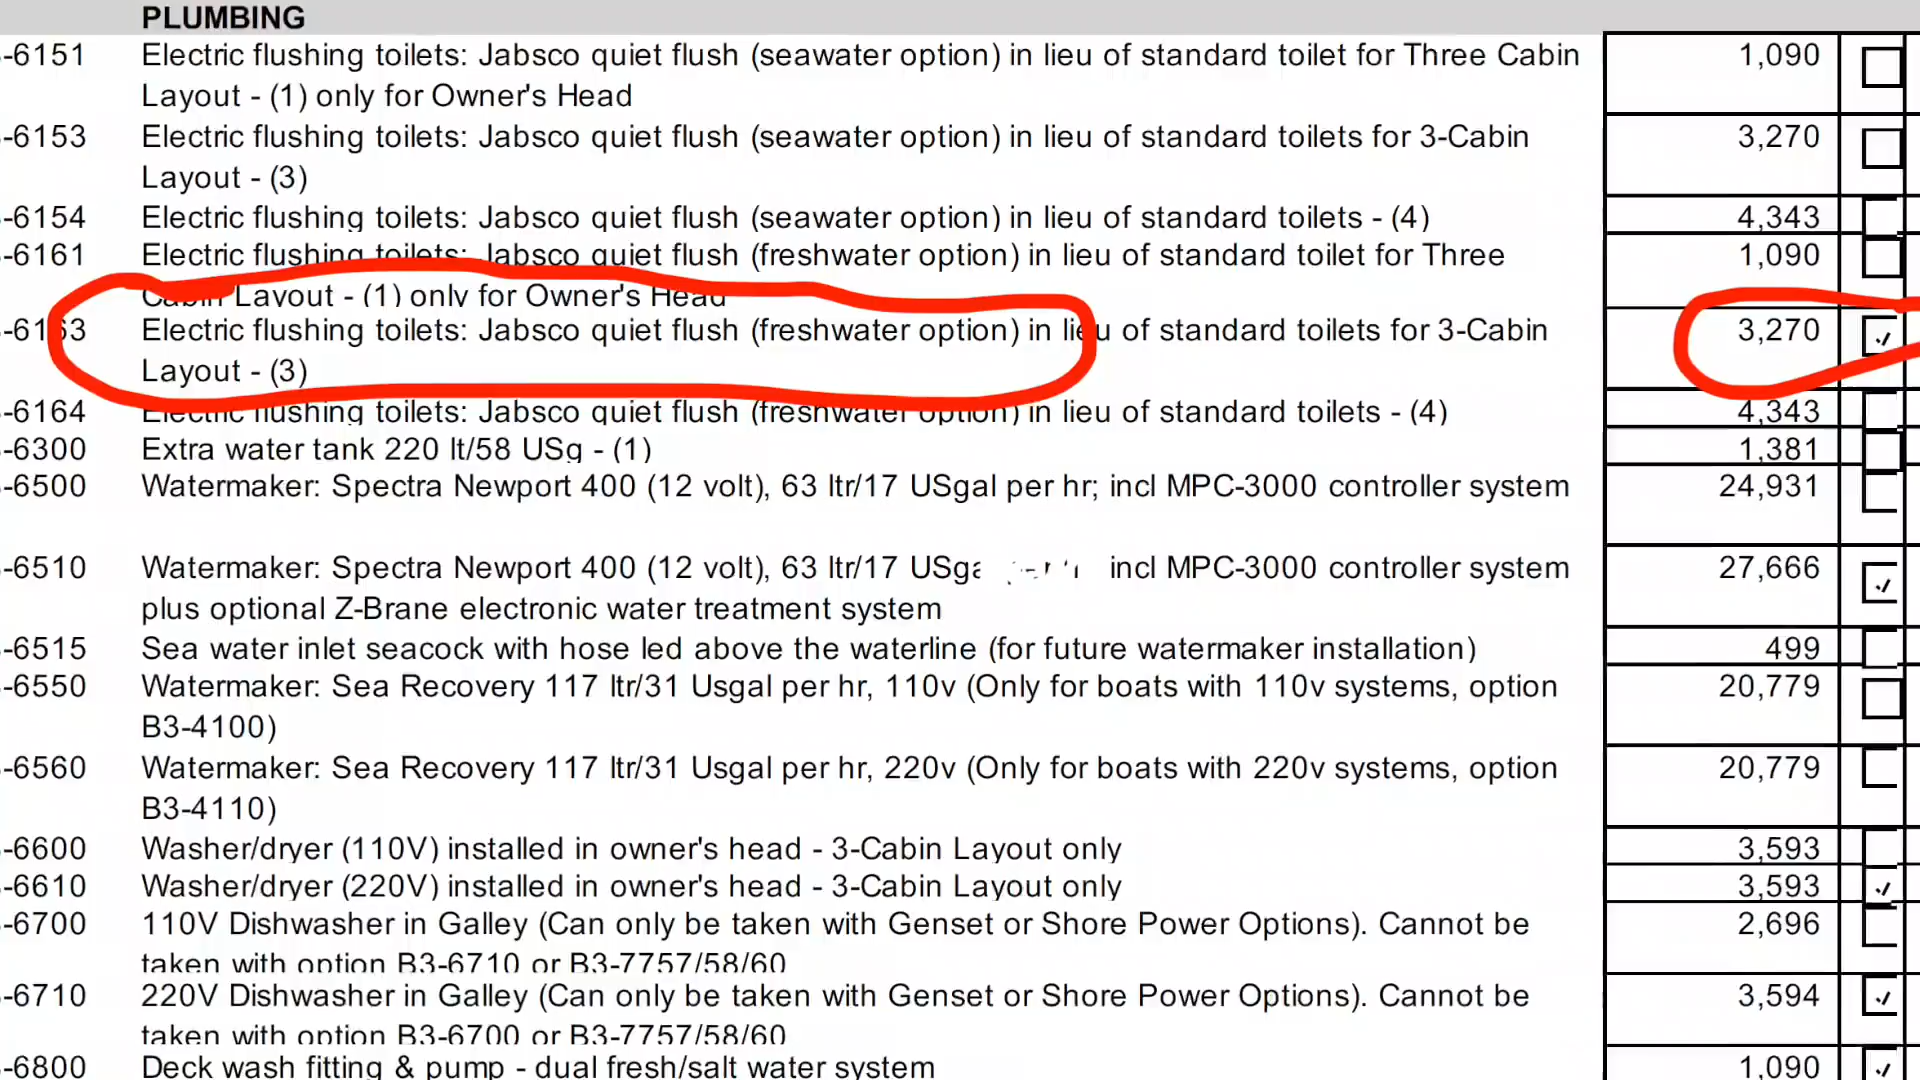 PLUMBING
-6151 Electric flushing toilets: Jabsco quiet flush (seawater option) in lieu of standard toilet for Three Cabin 1,090
Layout - (1) only for Owner's Head
-6153 Electric flushing toilets: Jabsco quiet flush (seawater option) in lieu of standard toilets for 3-Cabin 3,270
Layout - (3)
-6154 Electric flushing toilets: Jabsco quiet flush (seawater option) in lieu of standard toilets - (4) 4,343
-6161 Electric flushing toilets: Jabsco quiet flush (freshwater option) in lieu of standard toilet for Three 1,090
Cabin Layout - (1) only for Owner's Head
-6163 Electric flushing toilets: Jabsco quiet flush (freshwater option) in lieu of standard toilets for 3-Cabin 3,270
Layout - (3)
-6164 Electric flushing toilets: Jabsco quiet flush (freshwater option) in lieu of standard toilets - (4) 4,343
-6300 Extra water tank 220 lt/58 USg - (1) 1,381
-6500 Watermaker: Spectra Newport 400 (12 volt), 63 ltr/17 USgal per hr; incl MPC-3000 controller system 24,931
-6510 Watermaker: Spectra Newport 400 (12 volt), 63 ltr/17 incl MPC-3000 controller system 27,666
plus optional Z-Brane electronic water treatment system
-6515 Sea water inlet seacock with hose led above the waterline (for future watermaker installation) 499
-6550 Watermaker: Sea Recovery 117 ltr/31 Usgal per hr, 110v (Only for boats with 110v systems, option 20,779
B3-4100)
-6560 Watermaker: Sea Recovery 117 ltr/31 Usgal per hr, 220v (Only for boats with 220v systems, option 20,779
B3-4110)
-6600 Washer/dryer (110V) installed in owner's head - 3-Cabin Layout only 3,593
-6610 Washer/dryer (220V) installed in owner's head - 3-Cabin Layout only 3,593
-6700 110V Dishwasher in Galley (Can only be taken with Genset or Shore Power Options). Cannot be 2,696
taken with option B3-6710 or B3-7757/58/60
-6710 220V Dishwasher in Galley (Can only be taken with Genset or Shore Power Options). Cannot be 3,594
taken with option B3-6700 or B3-7757/58/60
-6800 Deck wash fitting & pump - dual fresh/salt water system 1,090